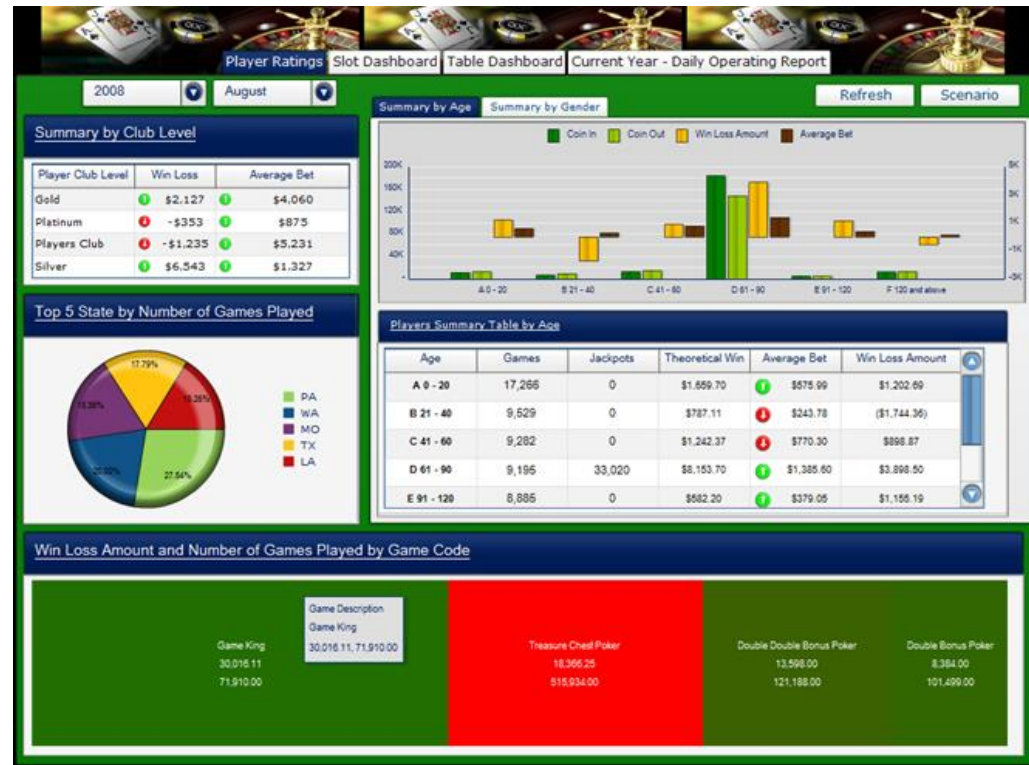 Player Ratings Slot Dashboard Table Dashboard Current Year - Daily Operating Report
2008 August
Refresh Scenario
Summary by Club Level
Player Club Level Win Loss Average Bet
Gold $2,127 $4,060
Platinum -$353 $875
Players Club -$1,235 $5,231
Silver $6,543 $1,327
Top 5 State by Number of Games Played
17.79%
27.54%
PA
WA
MO
TX
LA
Summary by Age Summary by Gender
Coin In Coin Out Win Loss Amount Average Bet
200K 5K
160K 3K
120K
80K 1K
40K -1K
- -3K
A 0 - 20 B 21 - 40 C 41 - 60 D 61 - 90 E 91 - 120 F 120 and above
Players Summary Table by Age
Age Games Jackpots Theoretical Win Average Bet Win Loss Amount
A 0 - 20 17,266 0 $1,659.70 $575.99 $1,202.69
B 21 - 40 9,529 0 $787.11 $243.78 ($1,744.36)
C 41 - 60 9,282 0 $1,242.37 $770.30 $898.87
D 61 - 90 9,195 33,020 $8,153.70 $1,385.60 $3,898.50
E 91 - 120 8,886 0 $582.20 $379.05 $1,156.19
Win Loss Amount and Number of Games Played by Game Code
Game Description
Game King
30,016.11, 71,910.00
Game King
30,016.11
71,910.00
Treasure Chest Poker
18,366.25
515,934.00
Double Double Bonus Poker
13,598.00
121,188.00
Double Bonus Poker
8,384.00
101,499.00